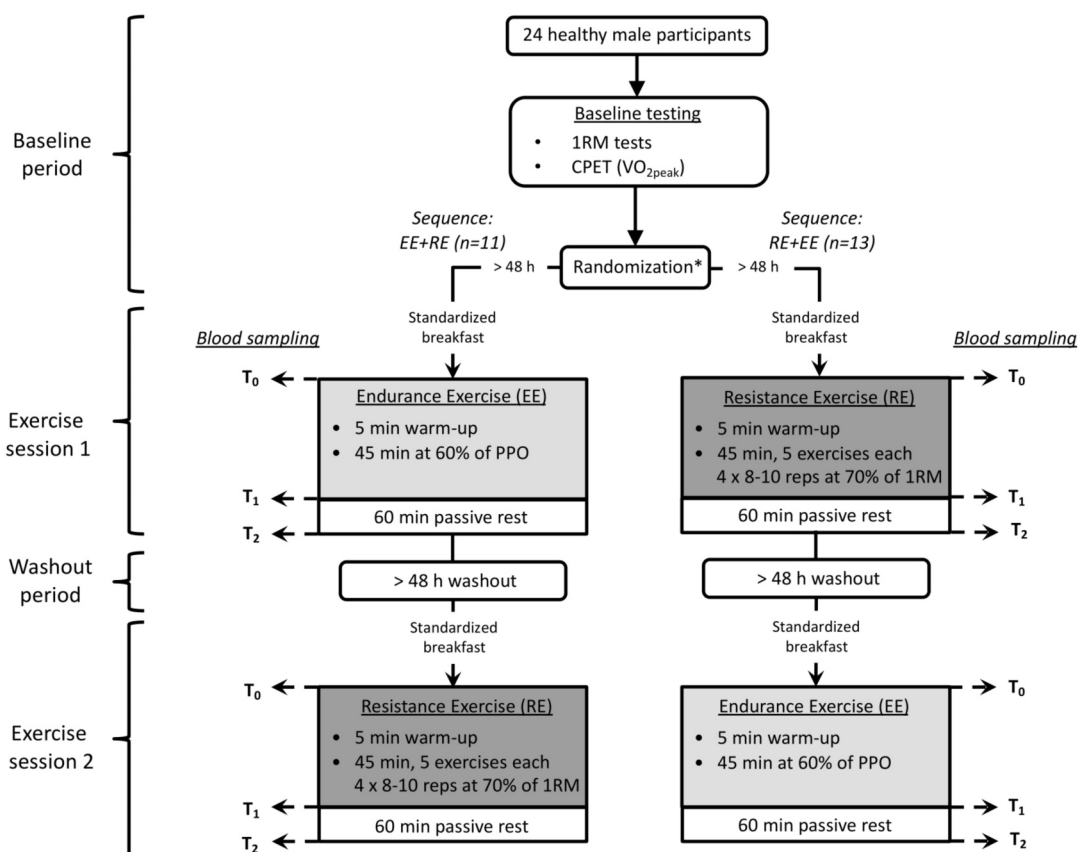 24 healthy male participants
Baseline
period
Baseline testing
• 1RM tests
• CPET (VO₂peak)
Sequence:
EE+RE (n=11)
Sequence:
RE+EE (n=13)
> 48 h
Randomization*
> 48 h
Standardized
breakfast
Standardized
breakfast
Blood sampling
Blood sampling
Exercise
session 1
T₀
Endurance Exercise (EE)
• 5 min warm-up
• 45 min at 60% of PPO
T₁
60 min passive rest
T₂
Resistance Exercise (RE)
• 5 min warm-up
• 45 min, 5 exercises each
4 x 8-10 reps at 70% of 1RM
60 min passive rest
T₀
T₁
T₂
Washout
period
> 48 h washout
> 48 h washout
Standardized
breakfast
Standardized
breakfast
Exercise
session 2
T₀
Resistance Exercise (RE)
• 5 min warm-up
• 45 min, 5 exercises each
4 x 8-10 reps at 70% of 1RM
T₁
60 min passive rest
T₂
Endurance Exercise (EE)
• 5 min warm-up
• 45 min at 60% of PPO
60 min passive rest
T₀
T₁
T₂